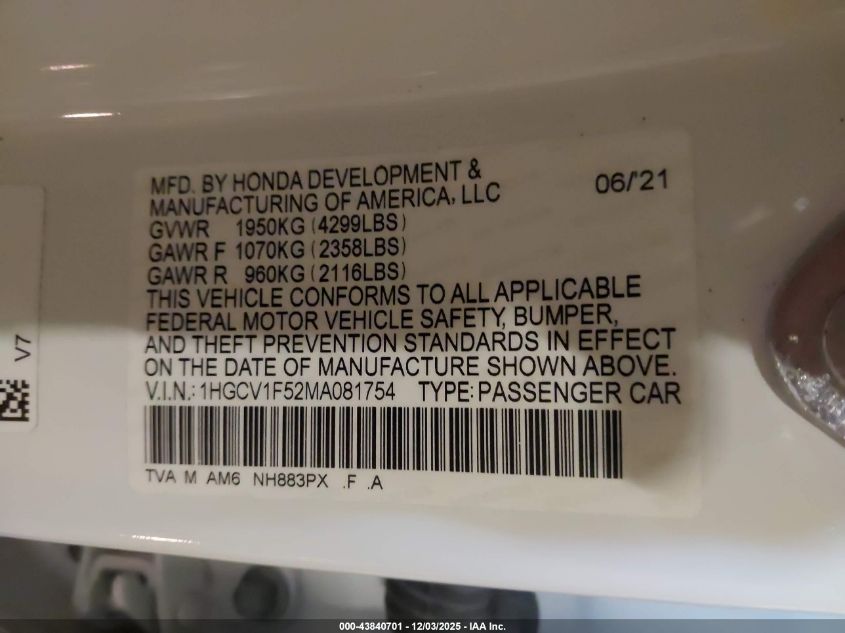 MFD. BY HONDA DEVELOPMENT &
MANUFACTURING OF AMERICA, LLC
06/'21
GVWR 1950KG (4299LBS)
GAWR F 1070KG (2358LBS)
GAWR R 960KG (2116LBS)
THIS VEHICLE CONFORMS TO ALL APPLICABLE
FEDERAL MOTOR VEHICLE SAFETY, BUMPER,
AND THEFT PREVENTION STANDARDS IN EFFECT
ON THE DATE OF MANUFACTURE SHOWN ABOVE.
V.I.N.: 1HGCV1F52MA081754 TYPE: PASSENGER CAR
TVA M AM6 NH883PX .F .A
V7
000-43840701 - 12/03/2025 - IAA Inc.